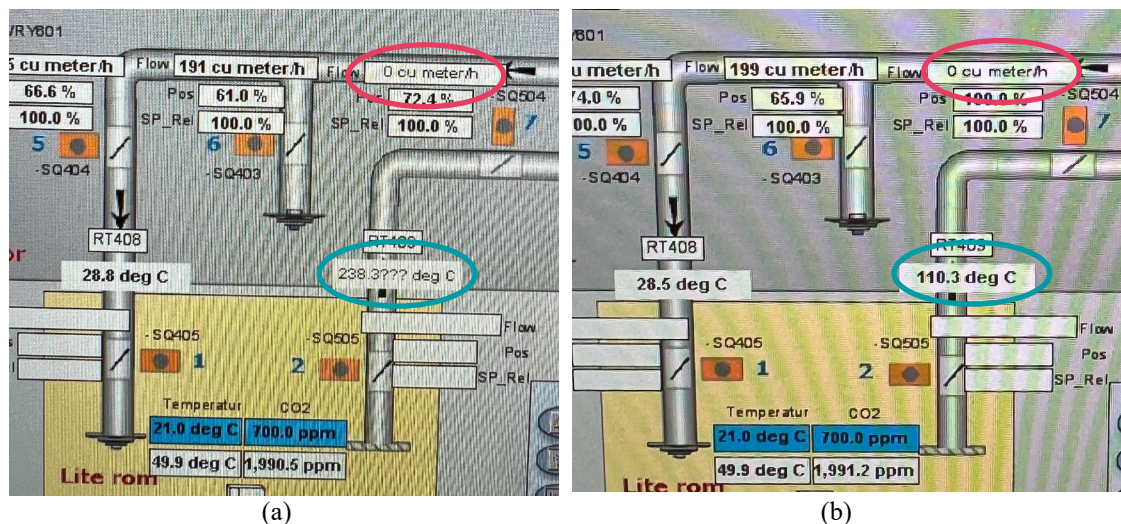 VRY601
5 cu meter/h
Flow
191 cu meter/h
Flow
0 cu meter/h
66.6 %
Pos
61.0 %
Pos
72.4 %
-SQ504
100.0 %
SP_Rel
100.0 %
SP_Rel
100.0 %
7
5
6
-SQ404
-SQ403
RT408
RT409
or
28.8 deg C
238.3??? deg C
-SQ405
-SQ505
Flow
1
2
Pos
SP_Rel
Temperatur
CO2
21.0 deg C
700.0 ppm
49.9 deg C
1,990.5 ppm
Lite rom
(a)
Y601
u meter/h
Flow
199 cu meter/h
Flow
0 cu meter/h
74.0 %
Pos
65.9 %
Pos
100.0 %
-SQ504
00.0 %
SP_Rel
100.0 %
SP_Rel
100.0 %
7
5
6
-SQ404
-SQ403
RT408
RT409
28.5 deg C
110.3 deg C
-SQ405
-SQ505
Flow
1
2
Pos
SP_Rel
Temperatur
CO2
21.0 deg C
700.0 ppm
49.9 deg C
1,991.2 ppm
Lite rom
(b)